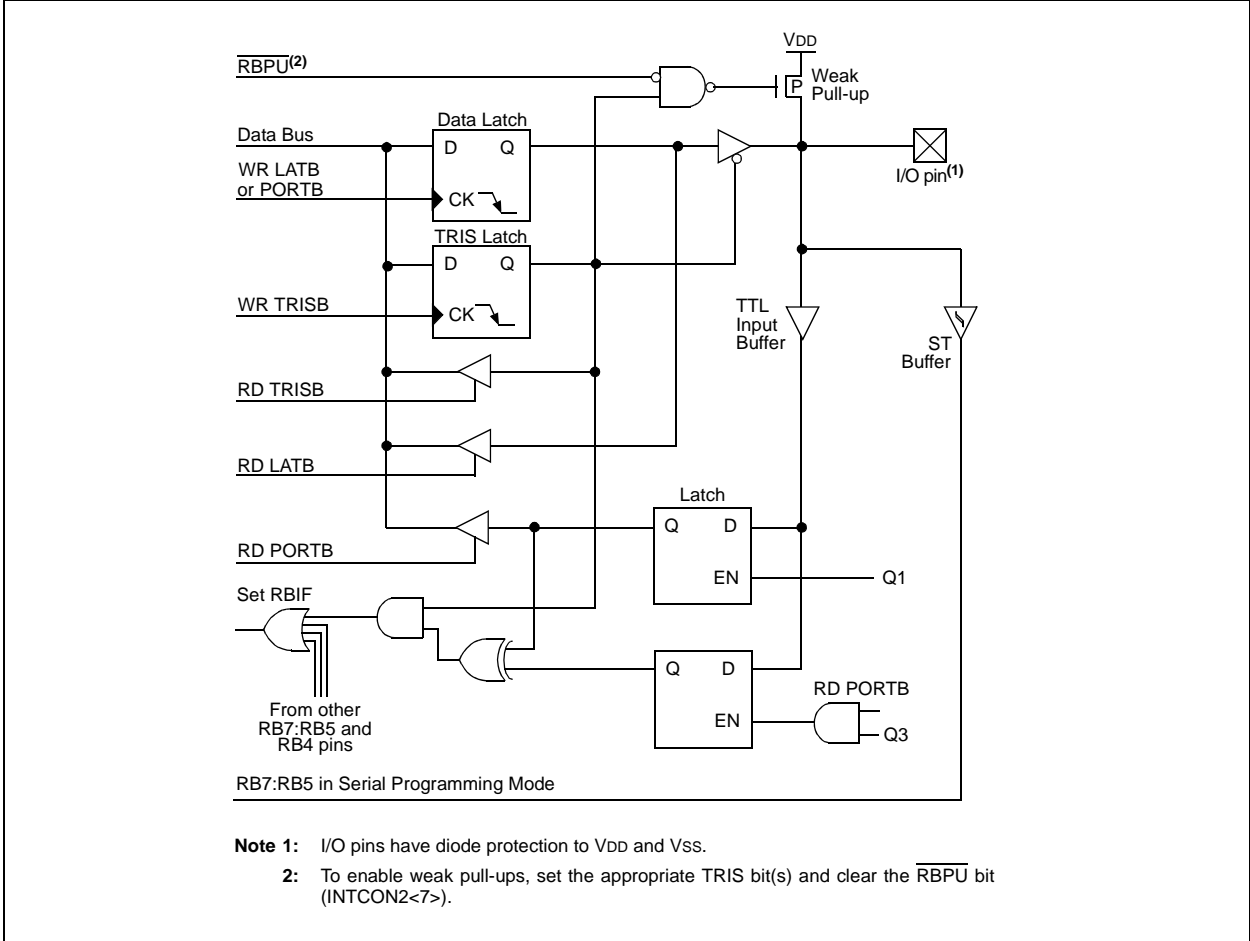 VDD
RBPU(2)
Weak
Pull-up
P
Data Latch
Data Bus
D Q
WR LATB
or PORTB
CK
I/O pin(1)
TRIS Latch
D Q
WR TRISB
CK
TTL
Input
Buffer
ST
Buffer
RD TRISB
RD LATB
Latch
Q D
RD PORTB
EN
Q1
Set RBIF
Q D
RD PORTB
EN
Q3
From other
RB7:RB5 and
RB4 pins
RB7:RB5 in Serial Programming Mode
Note 1: I/O pins have diode protection to VDD and VSS.
2: To enable weak pull-ups, set the appropriate TRIS bit(s) and clear the RBPU bit
(INTCON2<7>).